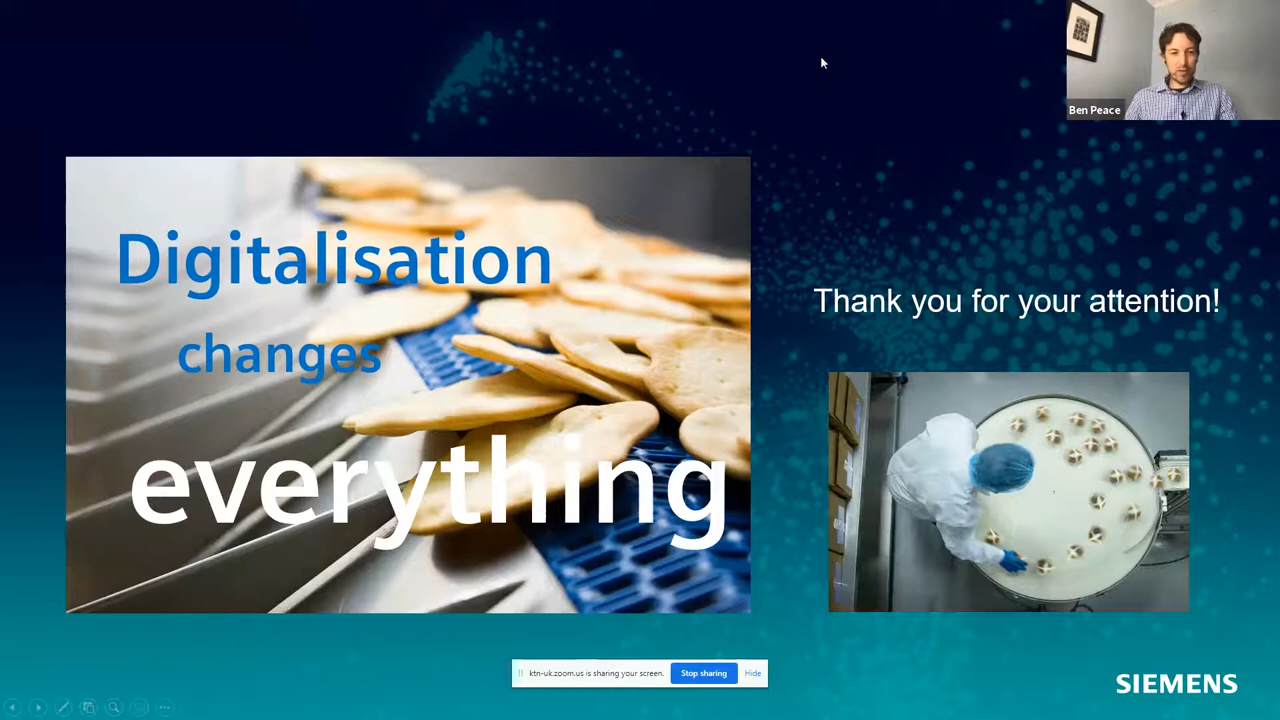 Ben Peace
Digitalisation
changes
everything
Thank you for your attention!
ktn-uk.zoom.us is sharing your screen.
Stop sharing
Hide
SIEMENS